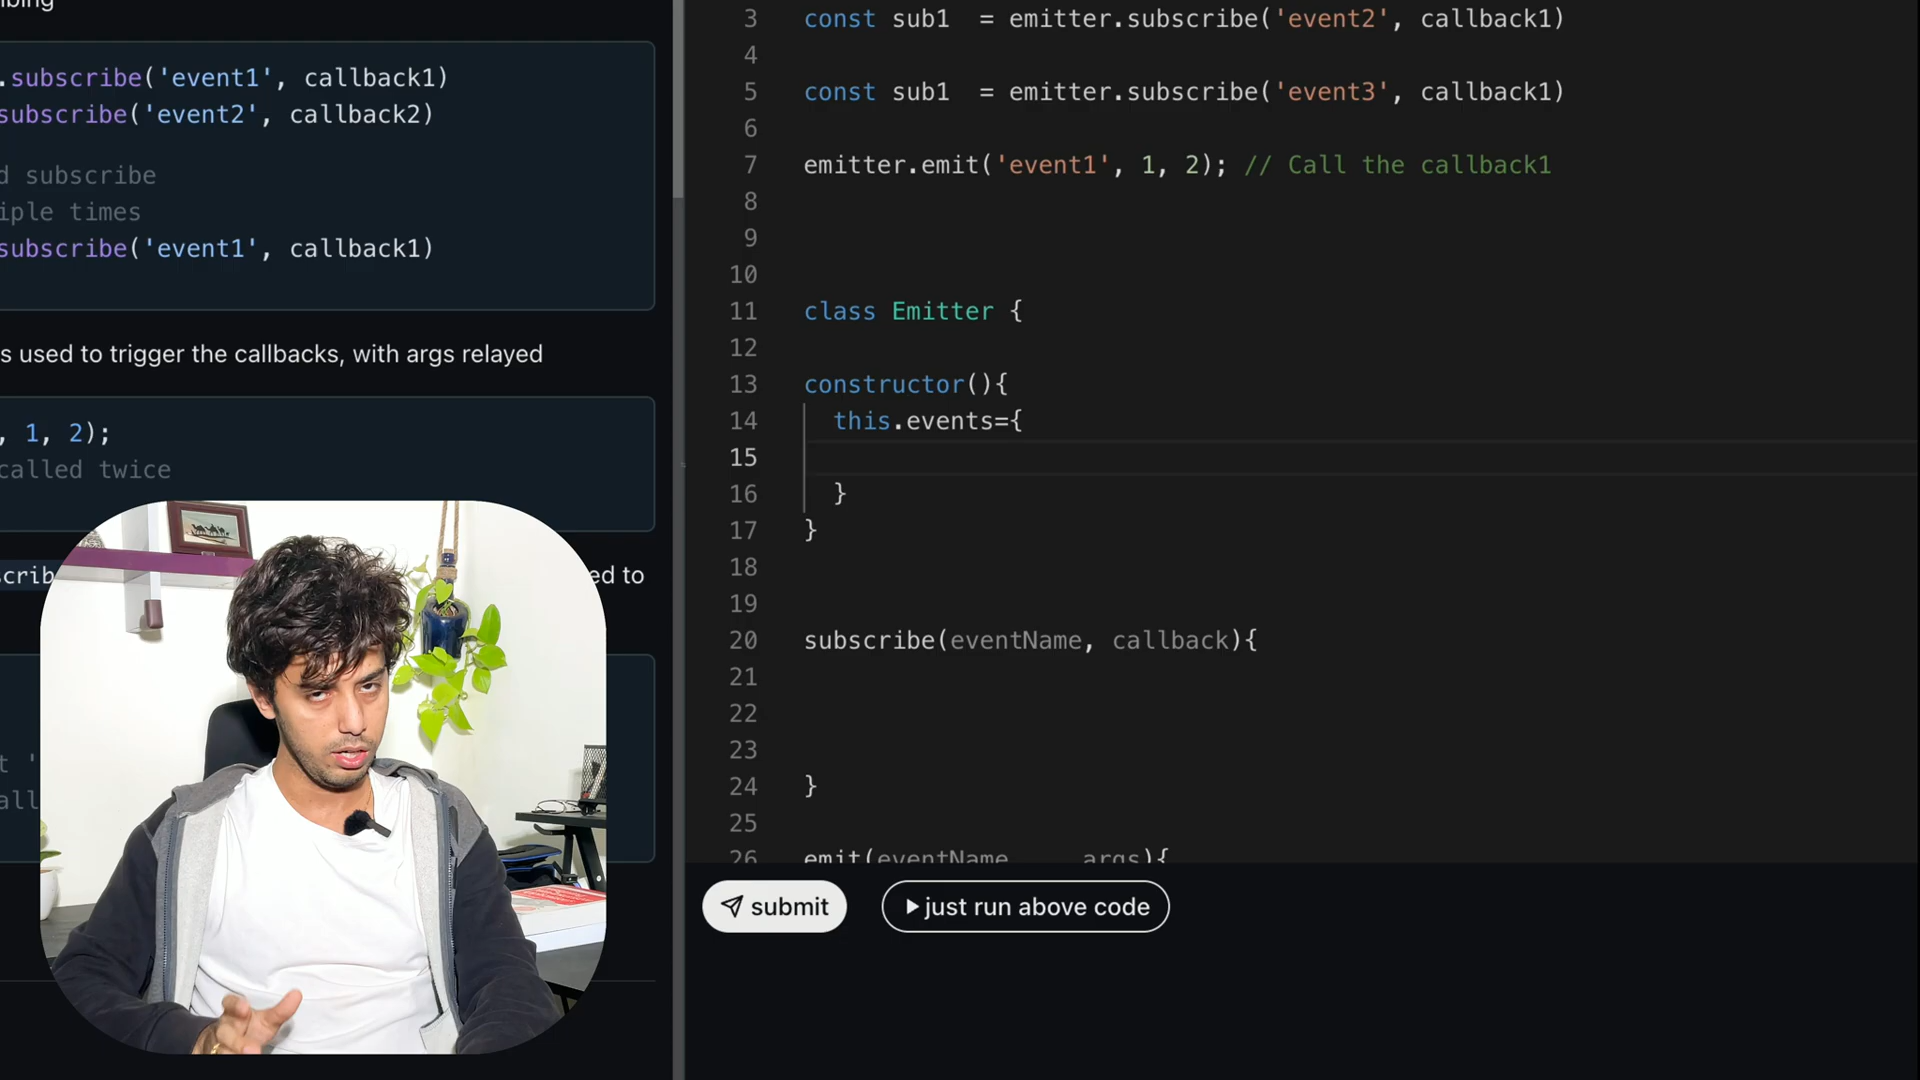 .subscribe('event1', callback1)
subscribe('event2', callback2)
subscribe
times
subscribe('event1', callback1)
s used to trigger the callbacks, with args relayed
, 1, 2);
called twice
ed to
3 const sub1 = emitter.subscribe('event2', callback1)
4
5 const sub1 = emitter.subscribe('event3', callback1)
6
7 emitter.emit('event1', 1, 2); // Call the callback1
8
9
10
11 class Emitter {
12
13 constructor(){
14 this.events={
15
16 }
17 }
18
19
20 subscribe(eventName, callback){
21
22
23
24 }
25
26 emit(eventName, ...args){
submit
just run above code